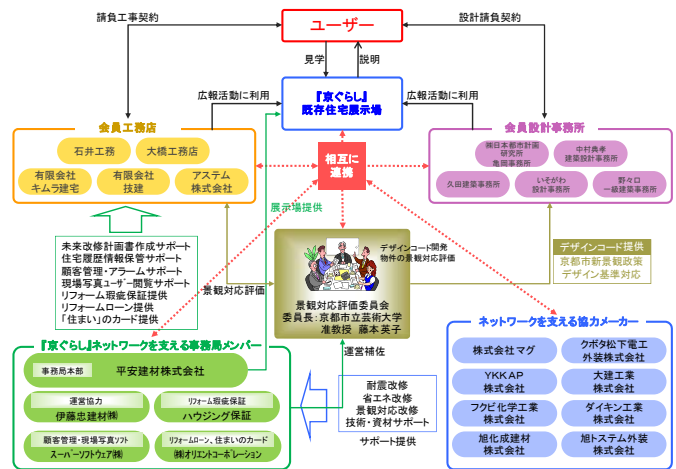 請負工事契約
ユーザー
設計請負契約
見学
説明
広報活動に利用
『京ぐらし』
既存住宅展示場
広報活動に利用
会員工務店
石井工務
大橋工務店
有限会社
キムラ建宅
有限会社
技建
アステム
株式会社
相互に
連携
会員設計事務所
㈱日本都市計画
研究所
亀岡事務所
中村典孝
建築設計事務所
久田建築事務所
いそがわ
設計事務所
野々口
一級建築事務所
展示場提供
未来改修計画書作成サポート
住宅履歴情報保管サポート
顧客管理・アラームサポート
現場写真ユーザー閲覧サポート
リフォーム瑕疵保証提供
リフォームローン提供
「住まい」のカード提供
景観対応評価
デザインコード開発
物件の景観対応評価
景観対応評価委員会
委員長:京都市立芸術大学
准教授 藤本英子
デザインコード提供
京都市新景観政策
デザイン基準対応
『京ぐらし』ネットワークを支える事務局メンバー
事務局本部
平安建材株式会社
運営協力
伊藤忠建材㈱
リフォーム瑕疵保証
ハウジング保証
顧客管理・現場写真ソフト
スーパーソフトウェア㈱
リフォームローン、住まいのカード
㈱オリエントコーポレーション
運営補佐
耐震改修
省エネ改修
景観対応改修
技術・資材サポート
サポート提供
ネットワークを支える協力メーカー
株式会社マグ
クボタ松下電工
外装株式会社
YKKAP
株式会社
大建工業
株式会社
フクビ化学工業
株式会社
ダイキン工業
株式会社
旭化成建材
株式会社
旭トステム外装
株式会社